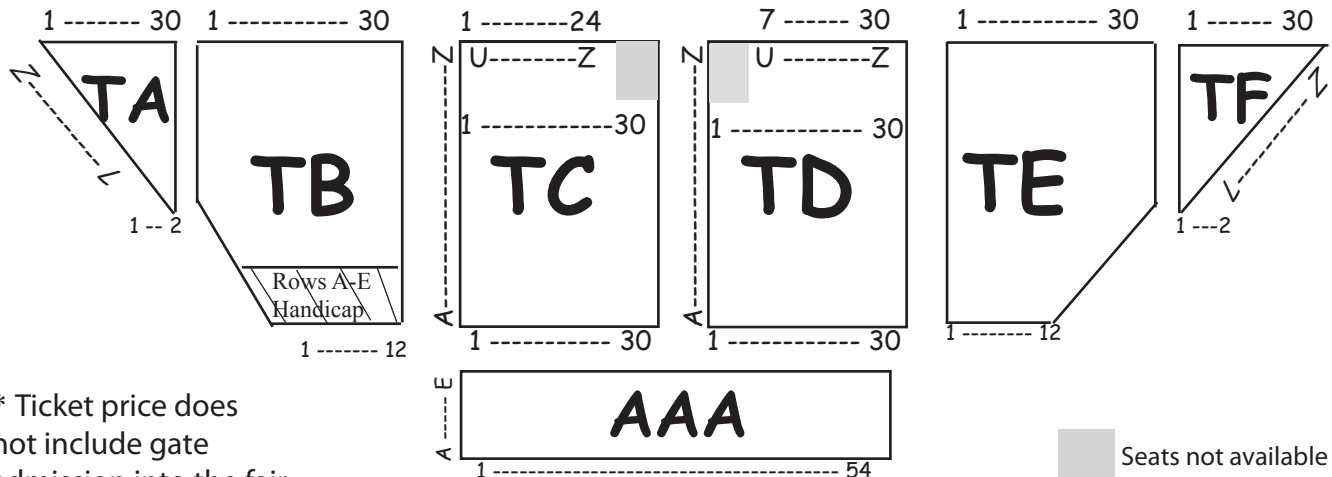 1 -------- 30
1 ----------- 30
1 --------24
7 ------- 30
1 ------------ 30
1 ------- 30
U--------Z
U -------Z
TA
TF
1 ------------30
1 ------------ 30
TB
TC
TD
TE
Z ---------- L
A ---------- Z
A ---------- Z
1 -- 2
1 ---2
Rows A-E
Handicap
1 ------- 12
1 ----------- 30
1 ------------ 30
1 -------- 12
A ---- E
AAA
1 ---------------------------------- 54
* Ticket price does
not include gate
Seats not available